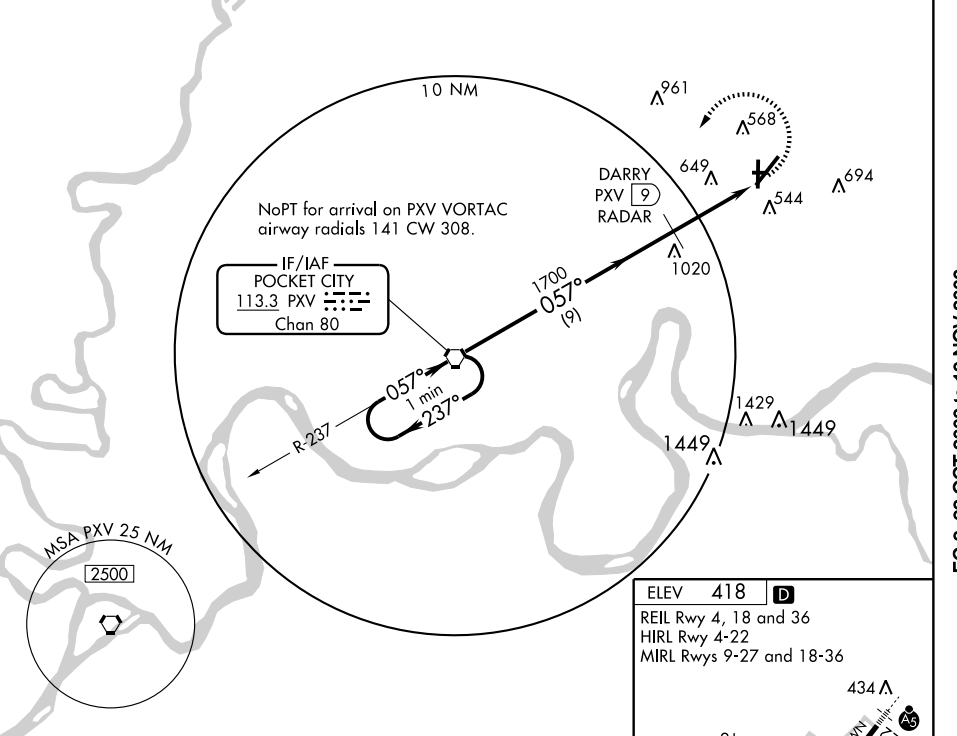 10 NM
961
568
649
694
544
DARRY
PXV 9
RADAR
1020
NoPT for arrival on PXV VORTAC
airway radials 141 CW 308.
IF/IAF
POCKET CITY
113.3 PXV
Chan 80
1700
057°
(9)
057°
1 min
237°
R-237
1429
1449
1449
MSA PXV 25 NM
2500
ELEV 418 D
REIL Rwy 4, 18 and 36
HIRL Rwy 4-22
MIRL Rwys 9-27 and 18-36
434
A5